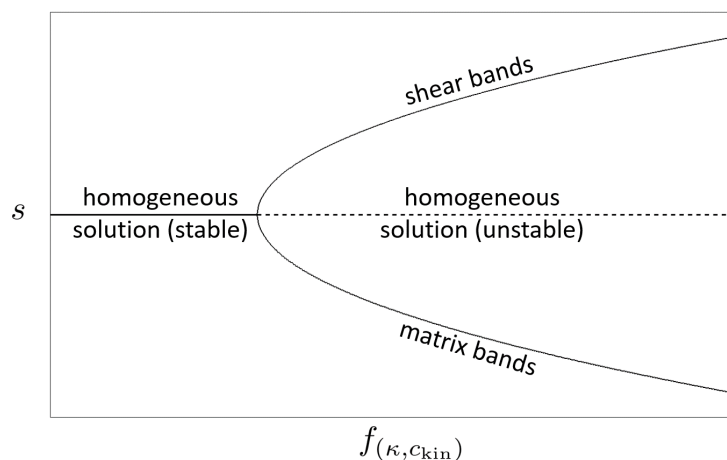 shear bands
homogeneous
solution (stable)
homogeneous
solution (unstable)
s
matrix bands
f(κ,ckin)